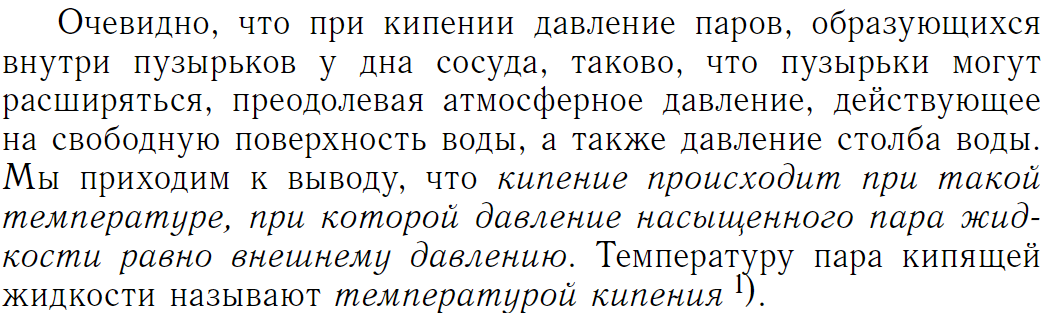 Очевидно, что при кипении давление паров, образующихся
внутри пузырьков у дна сосуда, таково, что пузырьки могут
расширяться, преодолевая атмосферное давление, действующее
на свободную поверхность воды, а также давление столба воды.
Мы приходим к выводу, что кипение происходит при такой
температуре, при которой давление насыщенного пара жид-
кости равно внешнему давлению. Температуру пара кипящей
жидкости называют температурой кипения 1).